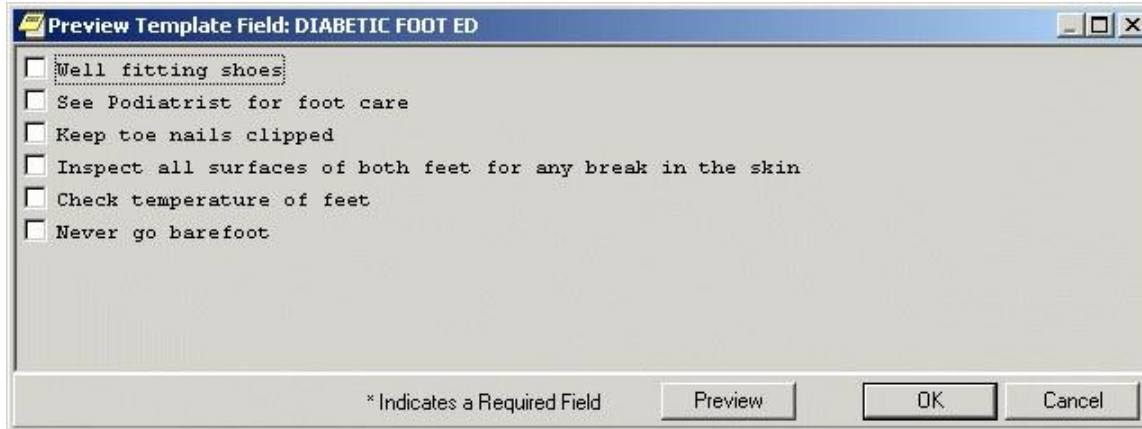 Preview Template Field: DIABETIC FOOT ED
Well fitting shoes
See Podiatrist for foot care
Keep toe nails clipped
Inspect all surfaces of both feet for any break in the skin
Check temperature of feet
Never go barefoot
* Indicates a Required Field Preview OK Cancel